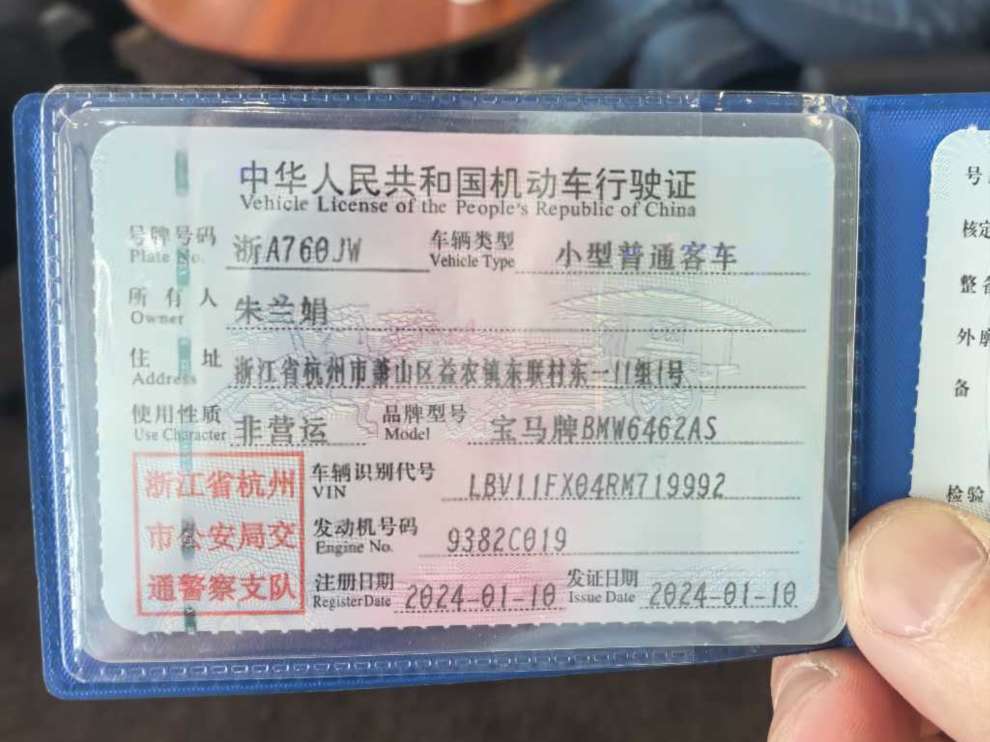 中华人民共和国机动车行驶证
Vehicle License of the People's Republic of China
号牌号码 浙A760JW 车辆类型 小型普通客车
Plate No. Vehicle Type
所有人 朱兰娟
Owner
住址 浙江省杭州市萧山区益农镇东联村东一11组1号
Address
使用性质 非营运 品牌型号 宝马牌BMW6462AS
Use Character Model
浙江省杭州
市公安局交
通警察支队
车辆识别代号 LBV11FX04RM719992
VIN
发动机号码 9382C019
Engine No.
注册日期 2024-01-10 发证日期 2024-01-10
Register Date Issue Date
号
核定
整备
外廓
备
检验